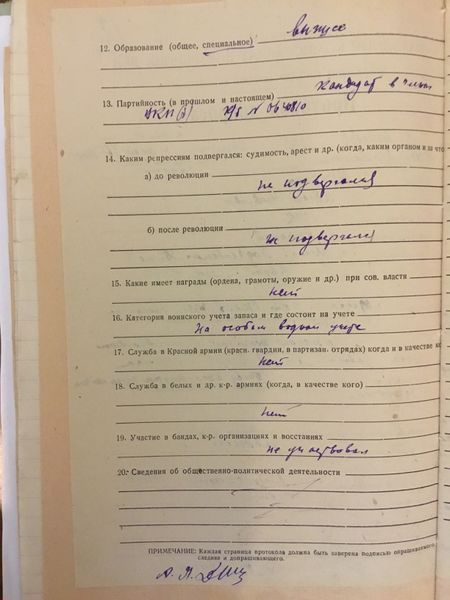 12. Образование (общее, специальное)
высшее
13. Партийность (в прошлом и настоящем) кандидат в члены
ВКП(б) к/к №
14. Каким репрессиям подвергался: судимость, арест и др. (когда, каким органом и за что
а) до революции
не подвергался
б) после революции
не подвергался
15. Какие имеет награды (ордена, грамоты, оружие и др.) при сов. власти
нет
16. Категория воинского учета запаса и где состоит на учете
На особом учете
17. Служба в Красной армии (красн. гвардии, в партизан. отрядах) когда и в качестве
нет
18. Служба в белых и др. к-р. армиях (когда, в качестве кого)
нет
19. Участие в бандах, к-р. организациях и восстаниях
не участвовал
20. Сведения об общественно-политической деятельности
ПРИМЕЧАНИЕ: Каждая страница протокола должна быть заверена подписью
следния и допрашивающего.